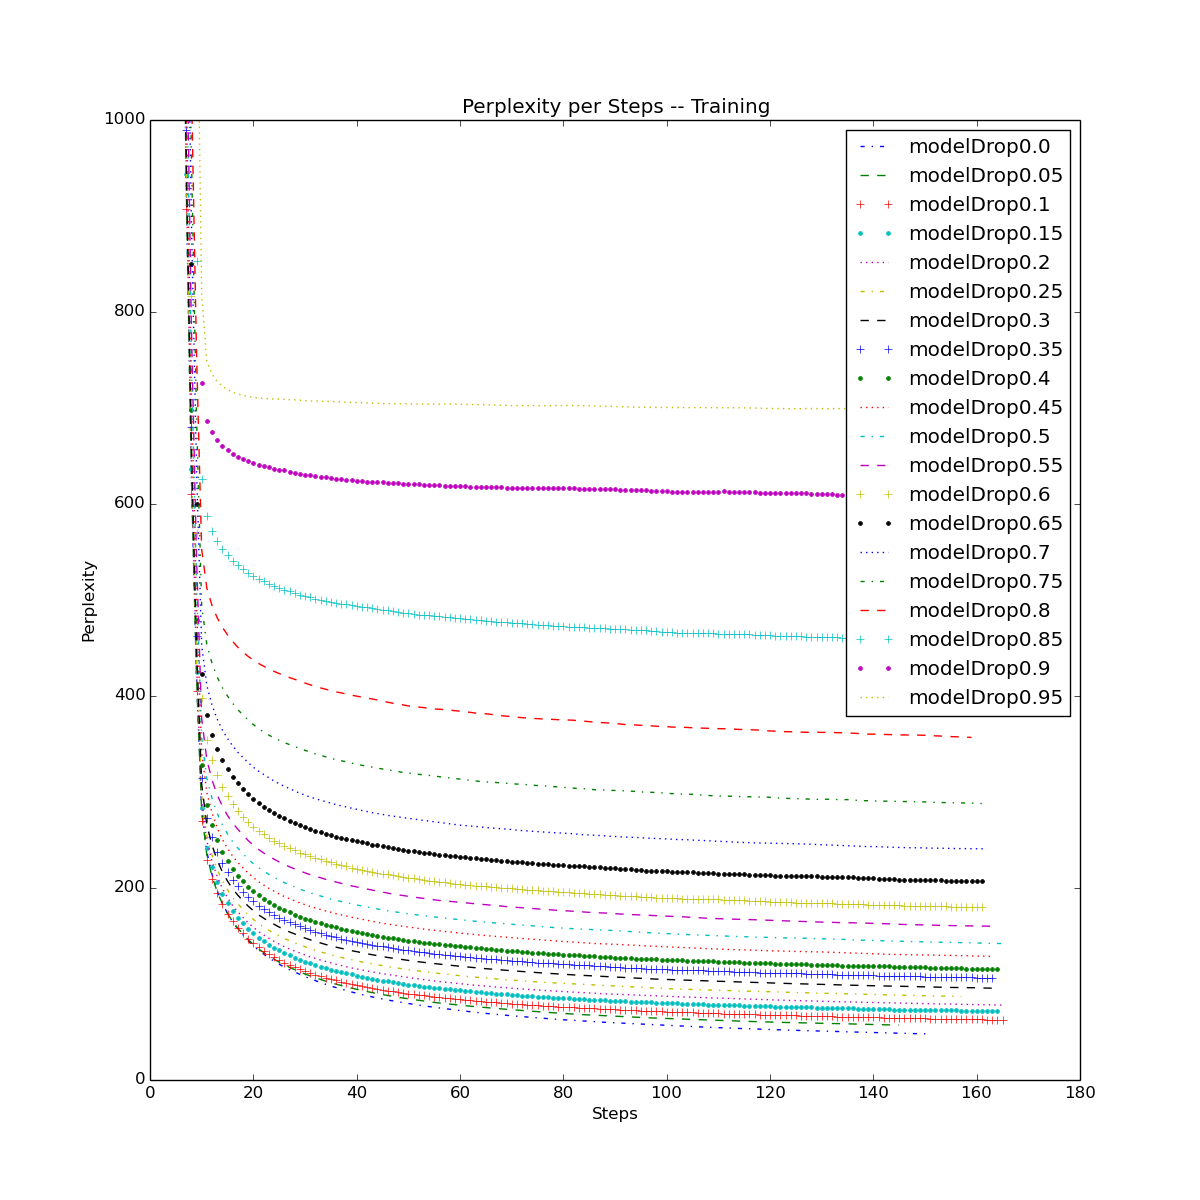 Perplexity per Steps -- Training
1000
800
600
400
200
0
Perplexity
0 20 40 60 80 100 120 140 160 180
Steps
modelDrop0.0
modelDrop0.05
modelDrop0.1
modelDrop0.15
modelDrop0.2
modelDrop0.25
modelDrop0.3
modelDrop0.35
modelDrop0.4
modelDrop0.45
modelDrop0.5
modelDrop0.55
modelDrop0.6
modelDrop0.65
modelDrop0.7
modelDrop0.75
modelDrop0.8
modelDrop0.85
modelDrop0.9
modelDrop0.95